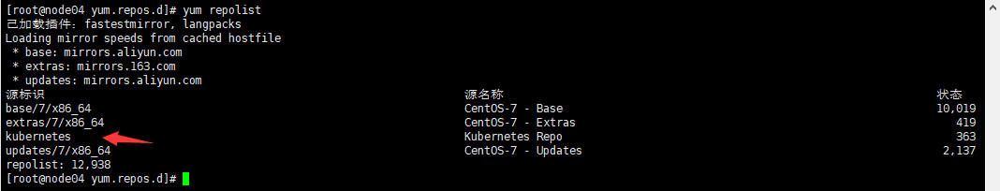 [root@node04 yum.repos.d]# yum repolist
已加载插件：fastestmirror, langpacks
Loading mirror speeds from cached hostfile
 * base: mirrors.aliyun.com
 * extras: mirrors.163.com
 * updates: mirrors.aliyun.com
源标识 源名称 状态
base/7/x86_64 CentOS-7 - Base 10,019
extras/7/x86_64 CentOS-7 - Extras 419
kubernetes Kubernetes Repo 363
updates/7/x86_64 CentOS-7 - Updates 2,137
repolist: 12,938
[root@node04 yum.repos.d]#